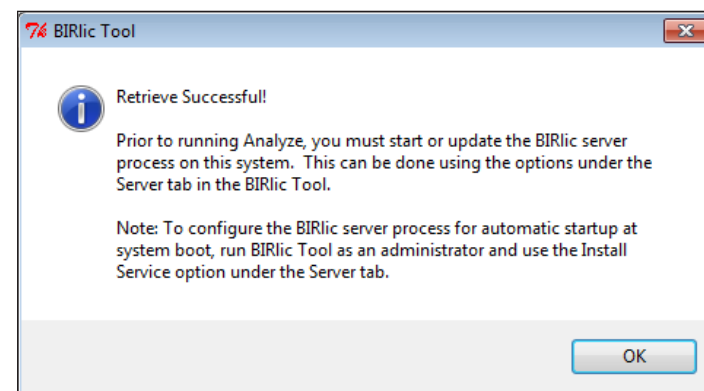 BIRlic Tool
Retrieve Successful!
Prior to running Analyze, you must start or update the BIRlic server
process on this system.  This can be done using the options under the
Server tab in the BIRlic Tool.
Note: To configure the BIRlic server process for automatic startup at
system boot, run BIRlic Tool as an administrator and use the Install
Service option under the Server tab.
OK